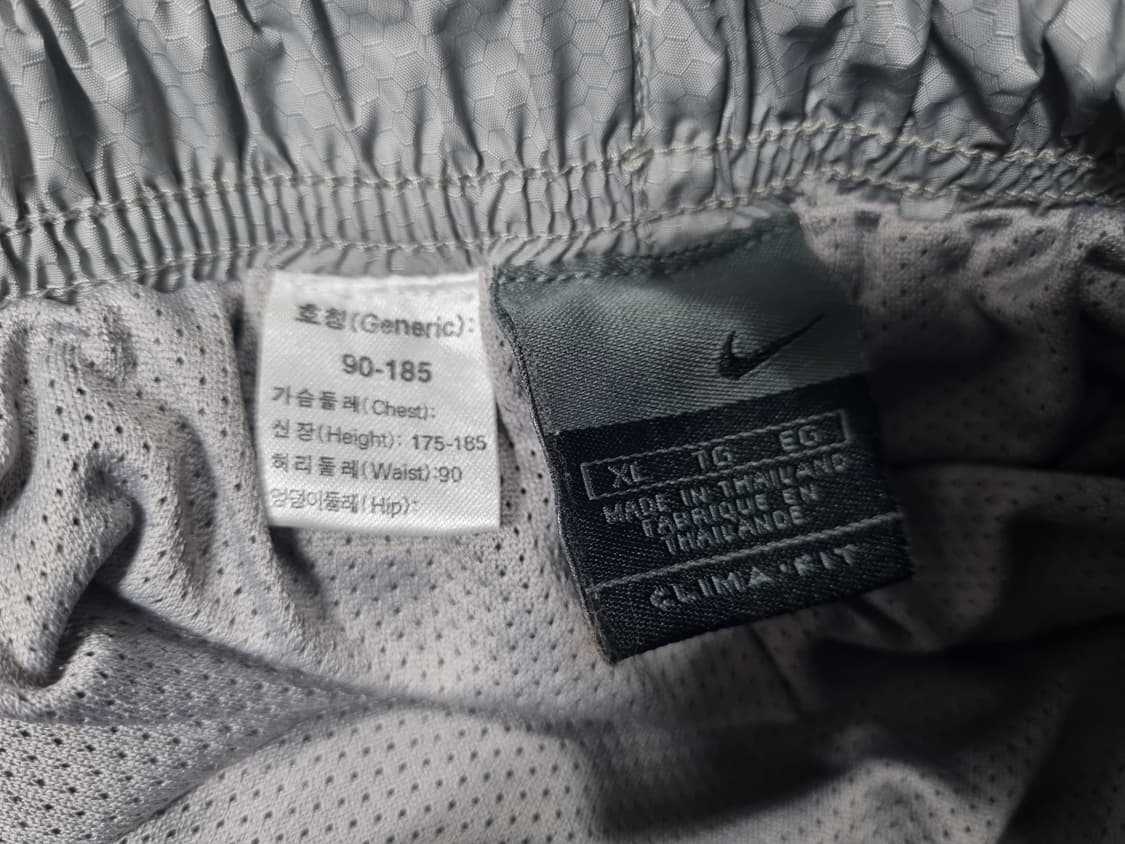 호칭(Generic):
90-185
가슴둘레(Chest):
신 장(Height): 175-185
허리둘레(Waist):90
엉덩이둘레(Hip):
XL TG EG
MADE IN THAILAND
FABRIQUE EN
THAILANDE
CLIMA·FIT